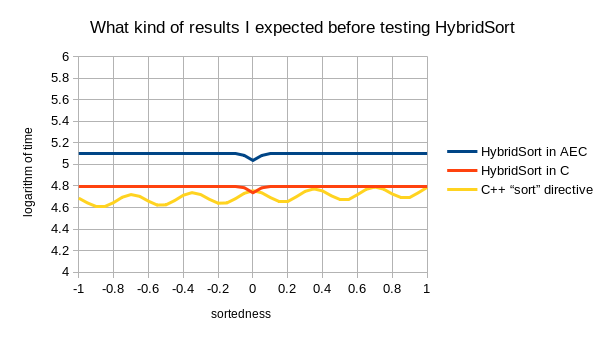 What kind of results I expected before testing HybridSort
6
5.8
5.6
5.4
5.2
5
4.8
4.6
4.4
4.2
4
logarithm of time
-1 -0.8 -0.6 -0.4 -0.2 0 0.2 0.4 0.6 0.8 1
sortedness
HybridSort in AEC
HybridSort in C
C++ “sort” directive